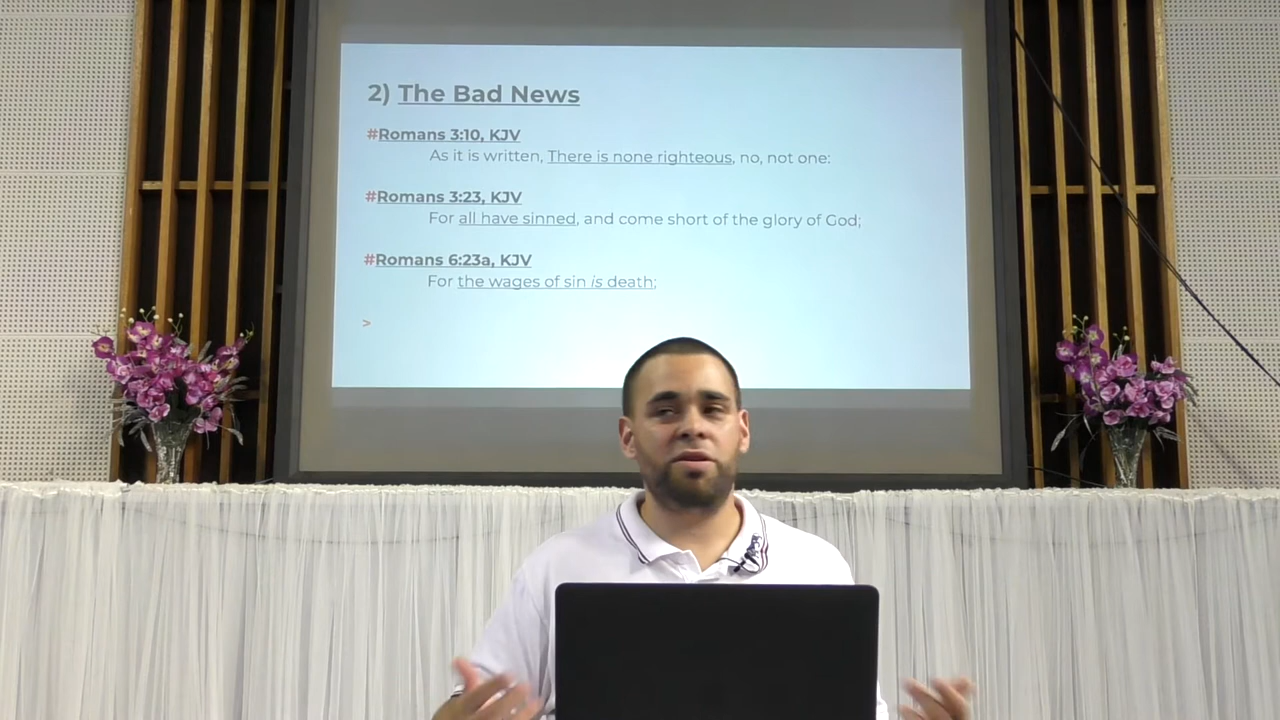 2) The Bad News
#Romans 3:10, KJV
As it is written, There is none righteous, no, not one:
#Romans 3:23, KJV
For all have sinned, and come short of the glory of God;
#Romans 6:23a, KJV
For the wages of sin is death;
>